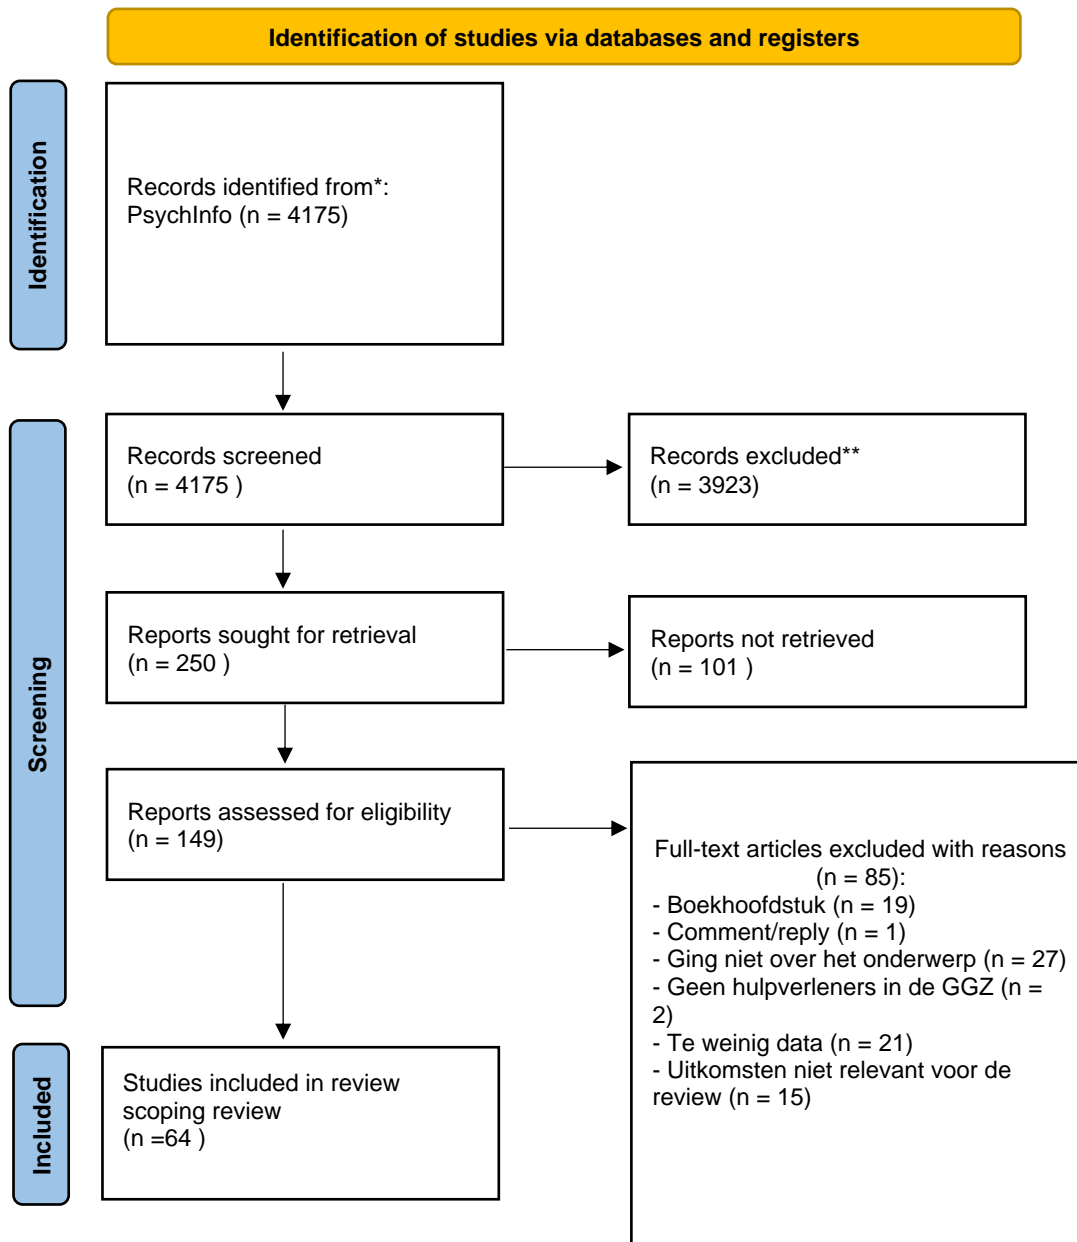 Identification of studies via databases and registers
Identification
Records identified from*:
PsychInfo (n = 4175)
Screening
Records screened
(n = 4175 )
Records excluded**
(n = 3923)
Reports sought for retrieval
(n = 250 )
Reports not retrieved
(n = 101 )
Reports assessed for eligibility
(n = 149)
Full-text articles excluded with reasons
(n = 85):
- Boekhoofdstuk (n = 19)
- Comment/reply (n = 1)
- Ging niet over het onderwerp (n = 27)
- Geen hulpverleners in de GGZ (n =
2)
- Te weinig data (n = 21)
- Uitkomsten niet relevant voor de
review (n = 15)
Included
Studies included in review
scoping review
(n =64 )